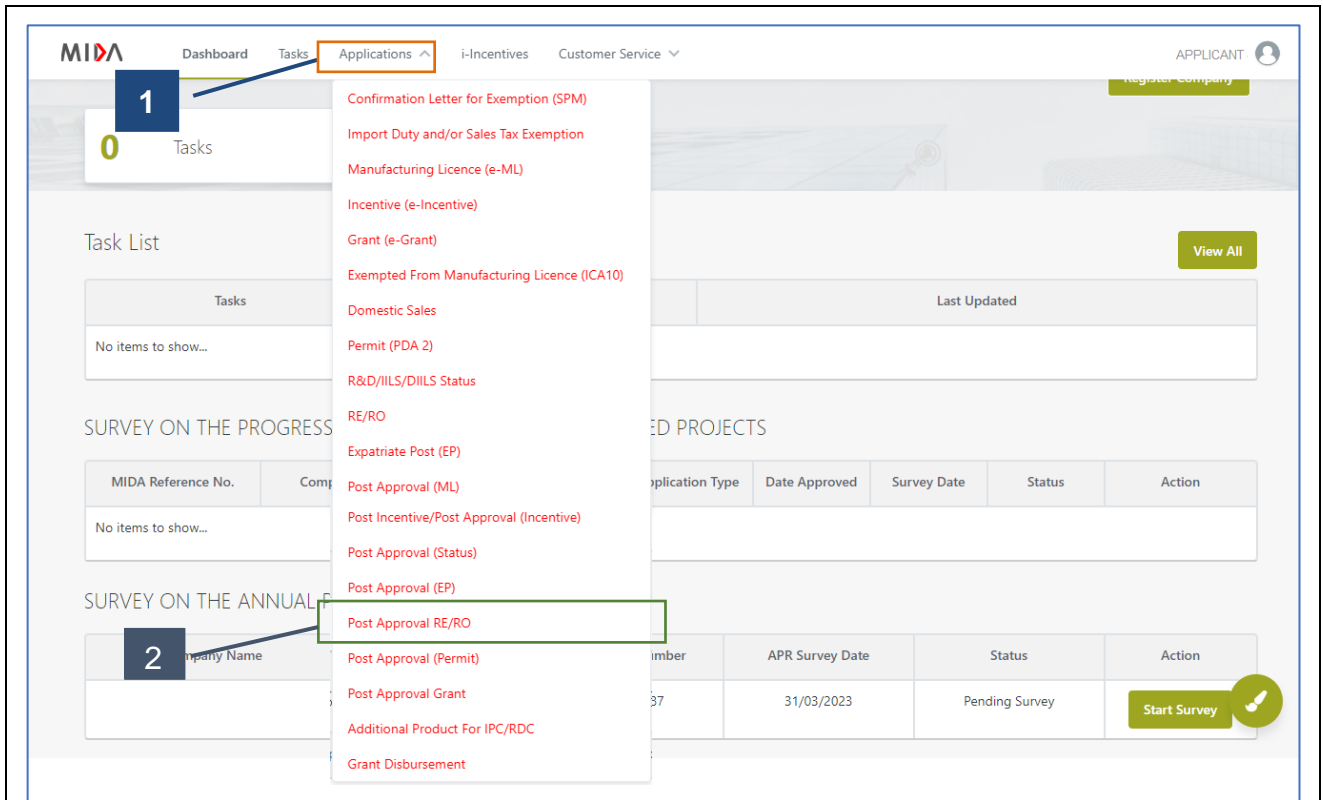 MIDA Dashboard Tasks Applications i-Incentives Customer Service APPLICANT
Register Company
1
0 Tasks
Confirmation Letter for Exemption (SPM)
Import Duty and/or Sales Tax Exemption
Manufacturing Licence (e-ML)
Incentive (e-Incentive)
Grant (e-Grant)
Exempted From Manufacturing Licence (ICA10)
Domestic Sales
Permit (PDA 2)
R&D/IILS/DIILS Status
RE/RO
Expatriate Post (EP)
Post Approval (ML)
Post Incentive/Post Approval (Incentive)
Post Approval (Status)
Post Approval (EP)
Post Approval RE/RO
Post Approval (Permit)
Post Approval Grant
Additional Product For IPC/RDC
Grant Disbursement
Task List View All
Tasks Last Updated
No items to show...
SURVEY ON THE PROGRESS ED PROJECTS
MIDA Reference No. Comp pplication Type Date Approved Survey Date Status Action
No items to show...
SURVEY ON THE ANNUAL P
2 mpany Name umber APR Survey Date Status Action
37 31/03/2023 Pending Survey Start Survey